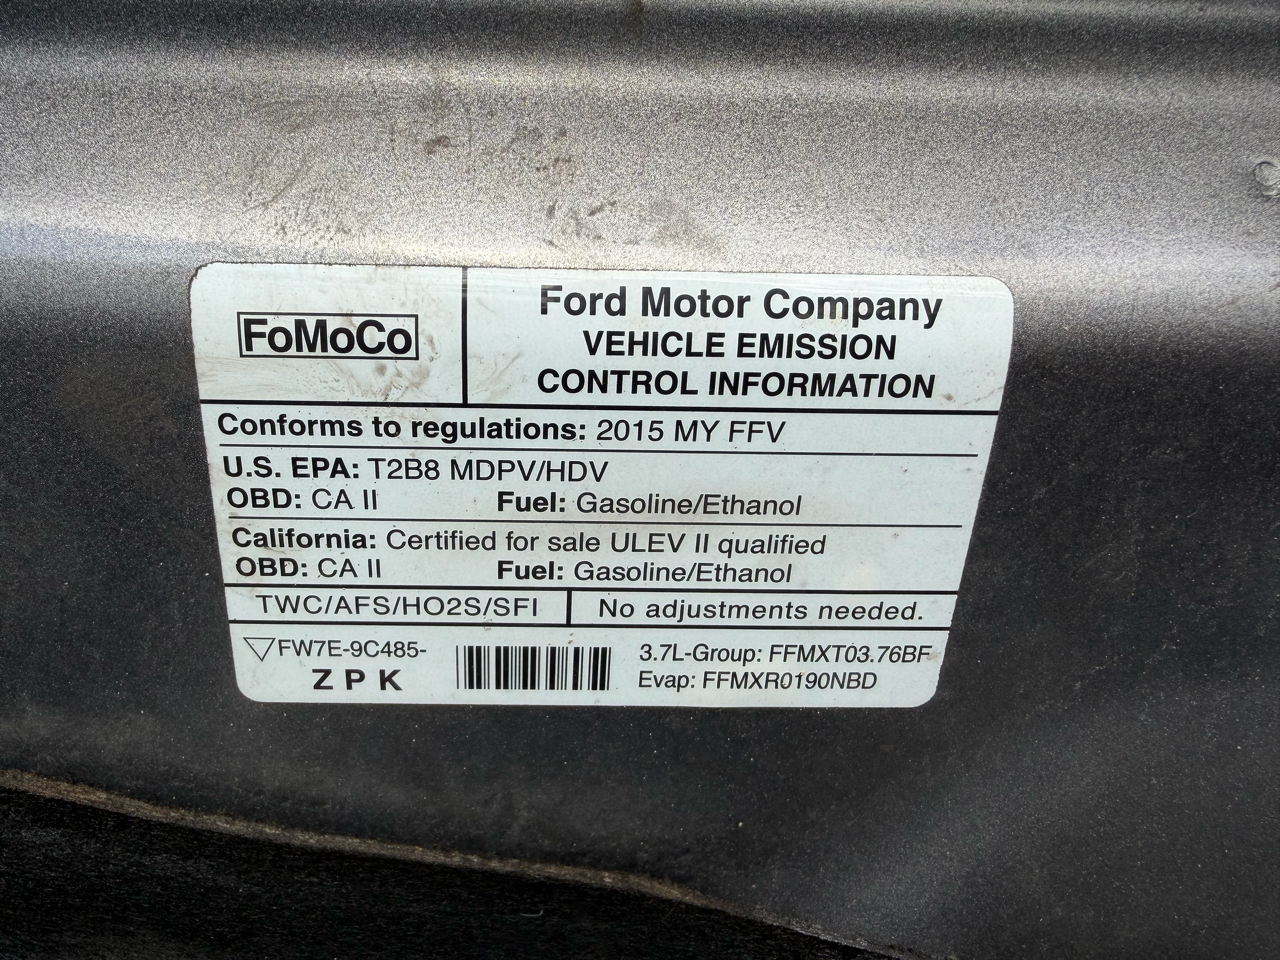 FoMoCo
Ford Motor Company
VEHICLE EMISSION
CONTROL INFORMATION
Conforms to regulations: 2015 MY FFV
U.S. EPA: T2B8 MDPV/HDV
OBD: CA II Fuel: Gasoline/Ethanol
California: Certified for sale ULEV II qualified
OBD: CA II Fuel: Gasoline/Ethanol
TWC/AFS/HO2S/SFI No adjustments needed.
FW7E-9C485-
ZPK
3.7L-Group: FFMXT03.76BF
Evap: FFMXR0190NBD